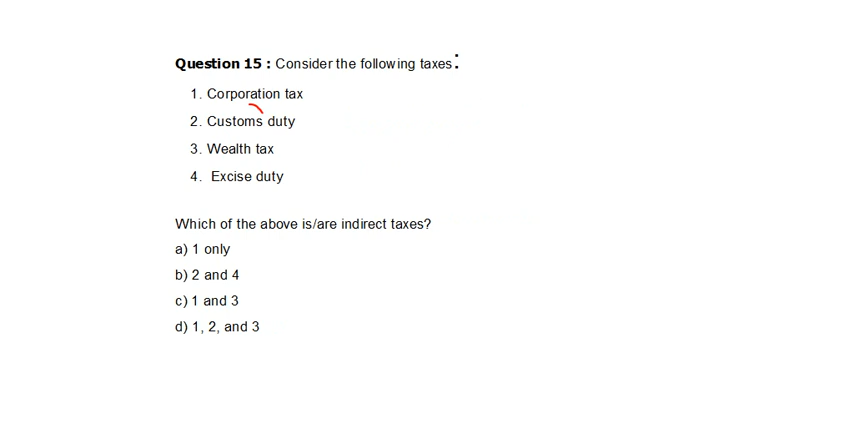 Question 15 : Consider the following taxes:
1. Corporation tax
2. Customs duty
3. Wealth tax
4. Excise duty
Which of the above is/are indirect taxes?
a) 1 only
b) 2 and 4
c) 1 and 3
d) 1, 2, and 3